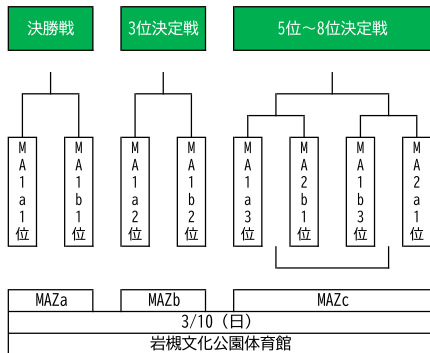 決勝戦
3位決定戦
5位～8位決定戦
MA1a1位
MA1b1位
MA1a2位
MA1b2位
MA1a3位
MA2b1位
MA1b3位
MA2a1位
MAZa
MAZb
MAZc
3/10（日）
岩槻文化公園体育館